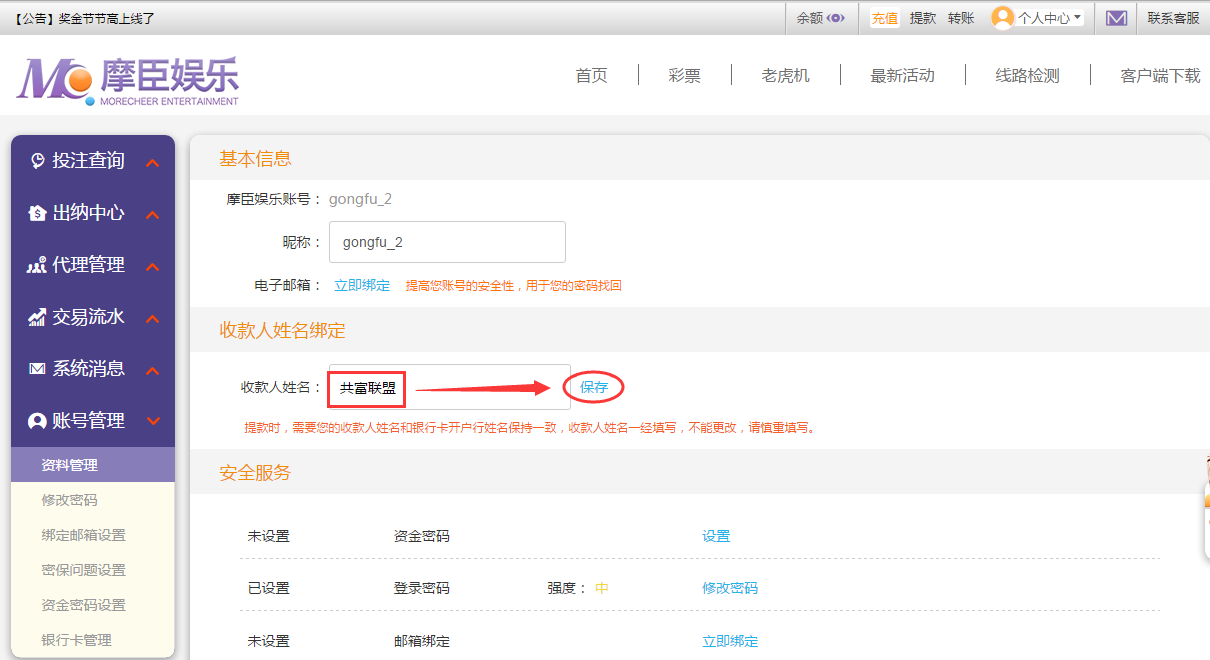 【公告】奖金节节高上线了
余额 充值 提款 转账 个人中心 联系客服
Mo 摩臣娱乐
MORECHEER ENTERTAINMENT
首页 彩票 老虎机 最新活动 线路检测 客户端下载
投注查询
出纳中心
代理管理
交易流水
系统消息
账号管理
资料管理
修改密码
绑定邮箱设置
密保问题设置
资金密码设置
银行卡管理
基本信息
摩臣娱乐账号： gongfu_2
昵称： gongfu_2
电子邮箱： 立即绑定 提高您账号的安全性，用于您的密码找回
收款人姓名绑定
收款人姓名： 共富联盟 保存
提款时，需要您的收款人姓名和银行卡开户行姓名保持一致，收款人姓名一经填写，不能更改，请慎重填写。
安全服务
未设置 资金密码 设置
已设置 登录密码 强度： 中 修改密码
未设置 邮箱绑定 立即绑定